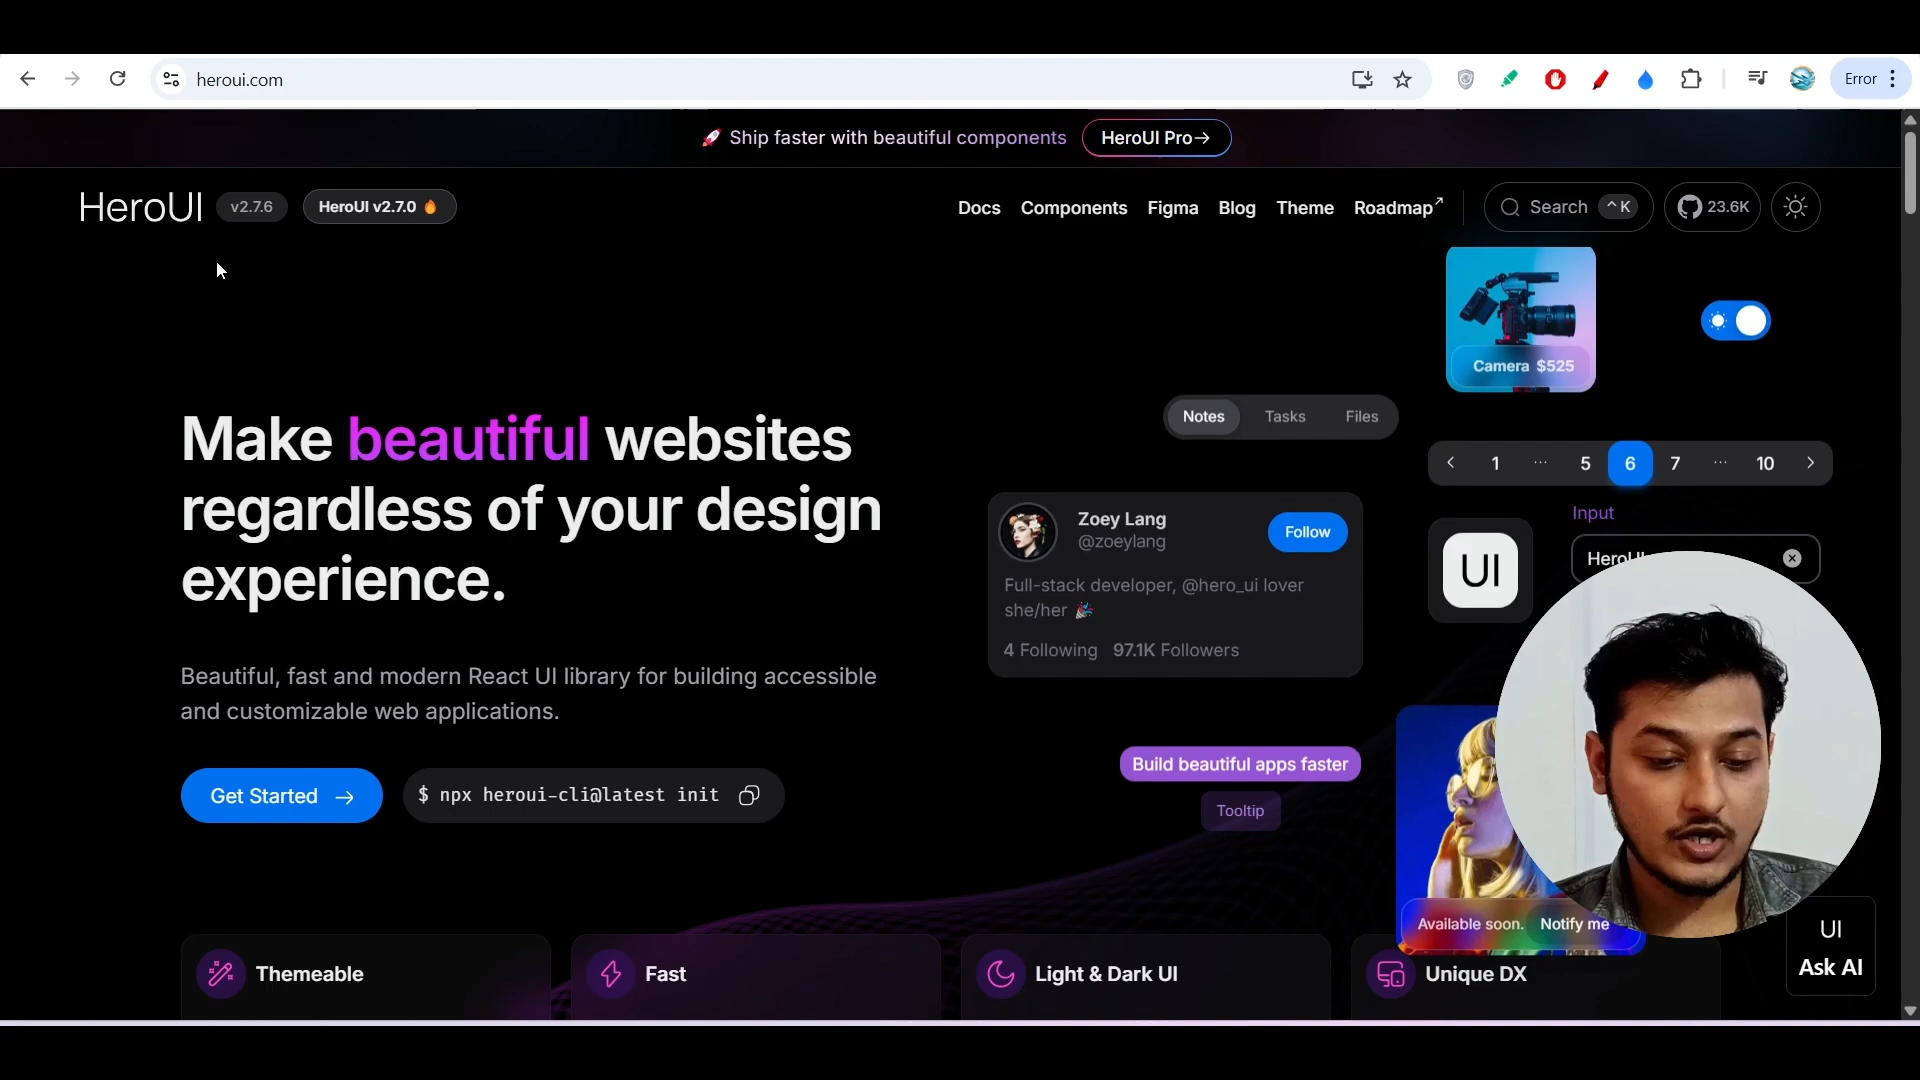 heroui.com
Error
🚀 Ship faster with beautiful components
HeroUI Pro→
HeroUI
v2.7.6
HeroUI v2.7.0 🔥
Docs
Components
Figma
Blog
Theme
Roadmap
Search
^ K
23.6K
Camera $525
Make beautiful websites
regardless of your design
experience.
Notes
Tasks
Files
1 ... 5 6 7 ... 10
Zoey Lang
@zoeylang
Follow
Full-stack developer, @hero_ui lover
she/her 🎉
4 Following 97.1K Followers
Input
UI
Beautiful, fast and modern React UI library for building accessible
and customizable web applications.
Get Started →
$ npx heroui-cli@latest init
Build beautiful apps faster
Tooltip
Available soon. Notify me
Themeable
Fast
Light & Dark UI
Unique DX
UI
Ask AI